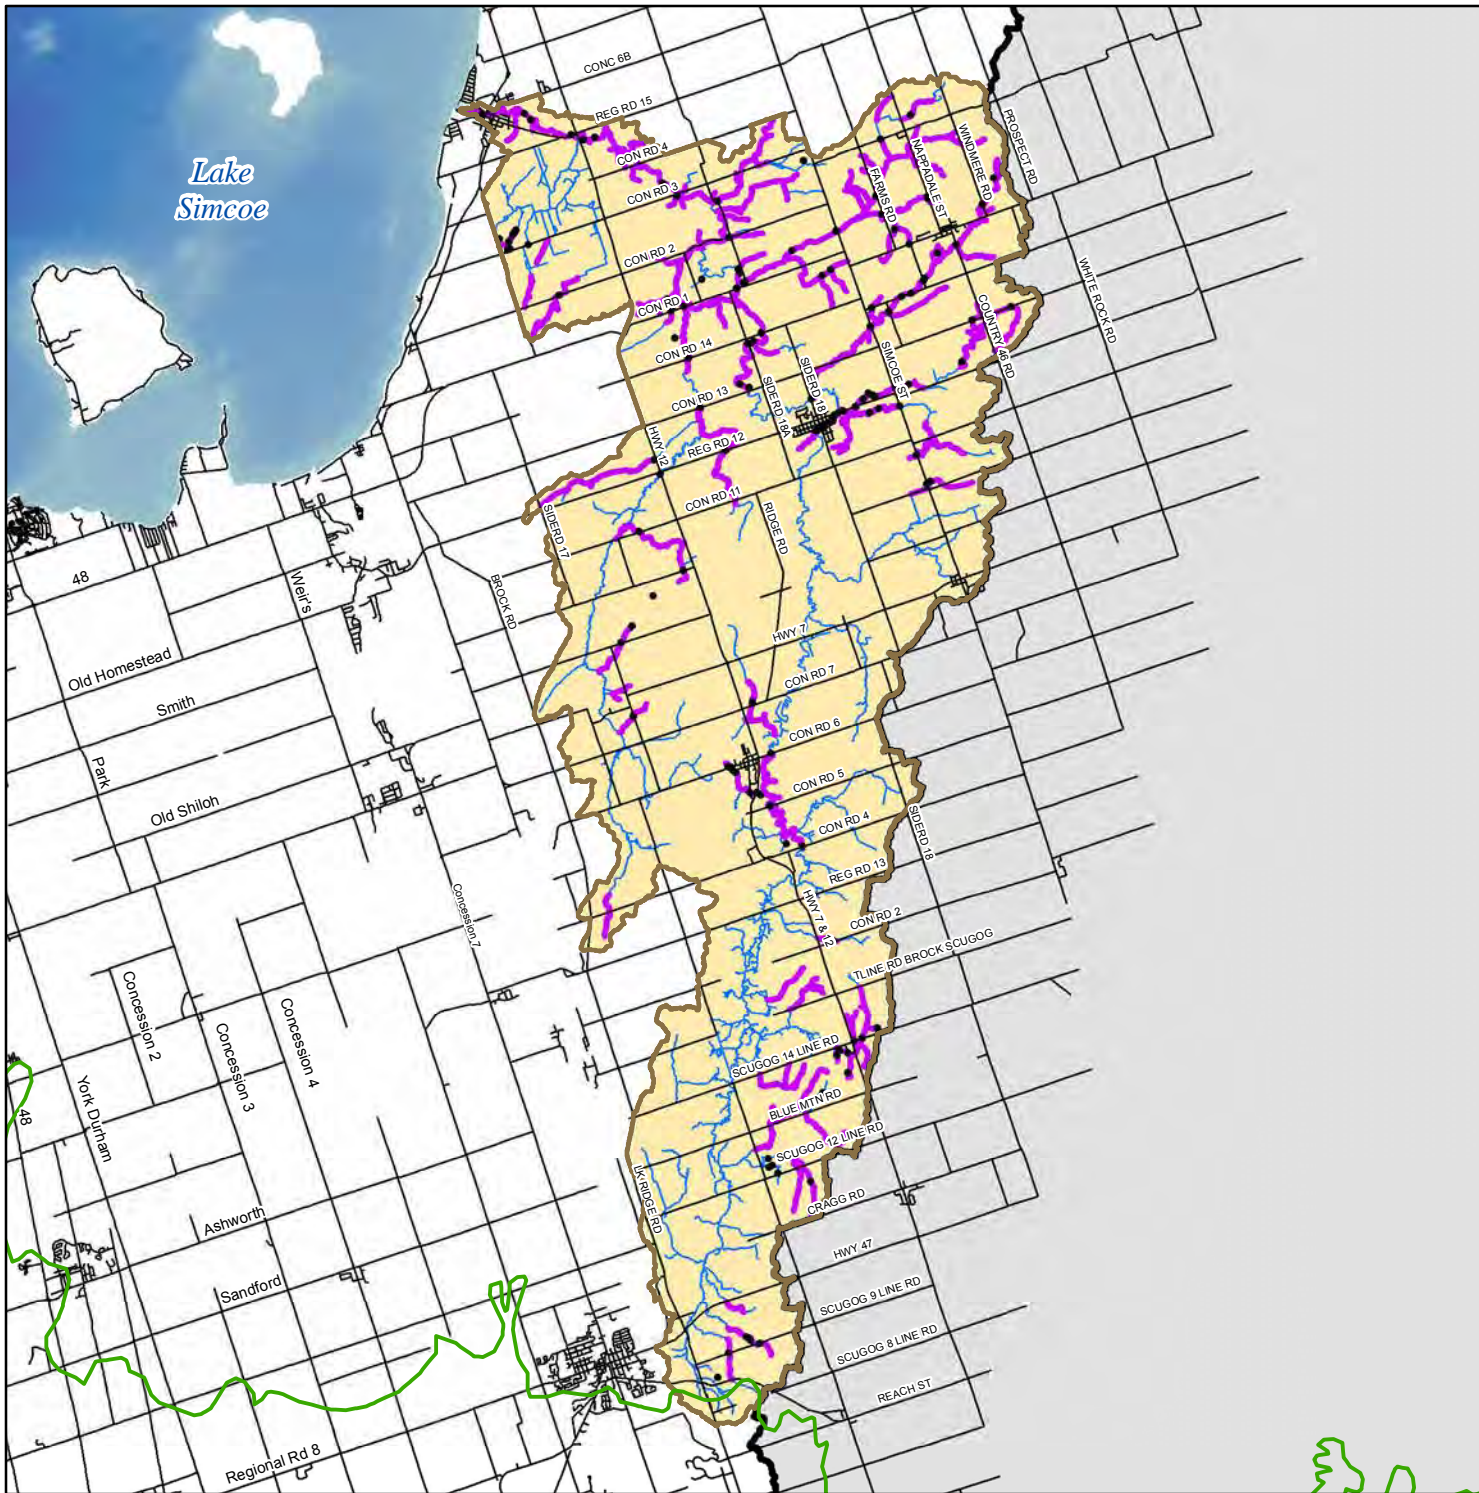 CONC 6B
REG RD 15
CON RD 4
CON RD 3
CON RD 2
CON RD 1
CON RD 14
CON RD 13
REG RD 12
CON RD 11
HWY 12
SIDERD 17
SIDERD 18A
SIDERD 18
SIMCOE ST
FARMS RD
NAPPADALE ST
WINDMERE RD
PROSPECT RD
WHITE ROCK RD
COUNTRY 46 RD
RIDGE RD
Lake
Simcoe
48
Weir's
BROCK RD
Old Homestead
Smith
Park
Old Shiloh
HWY 7
CON RD 7
CON RD 6
CON RD 5
CON RD 4
SIDERD 18
REG RD 13
HWY 7 & 12
CON RD 2
TLINE RD BROCK SCUGOG
Concession 7
Concession 2
Concession 3
Concession 4
York Durham
48
SCUGOG 14 LINE RD
BLUE MTN RD
SCUGOG 12 LINE RD
CRAGG RD
LK RIDGE RD
HWY 47
SCUGOG 9 LINE RD
SCUGOG 8 LINE RD
REACH ST
Ashworth
Sandford
Regional Rd 8